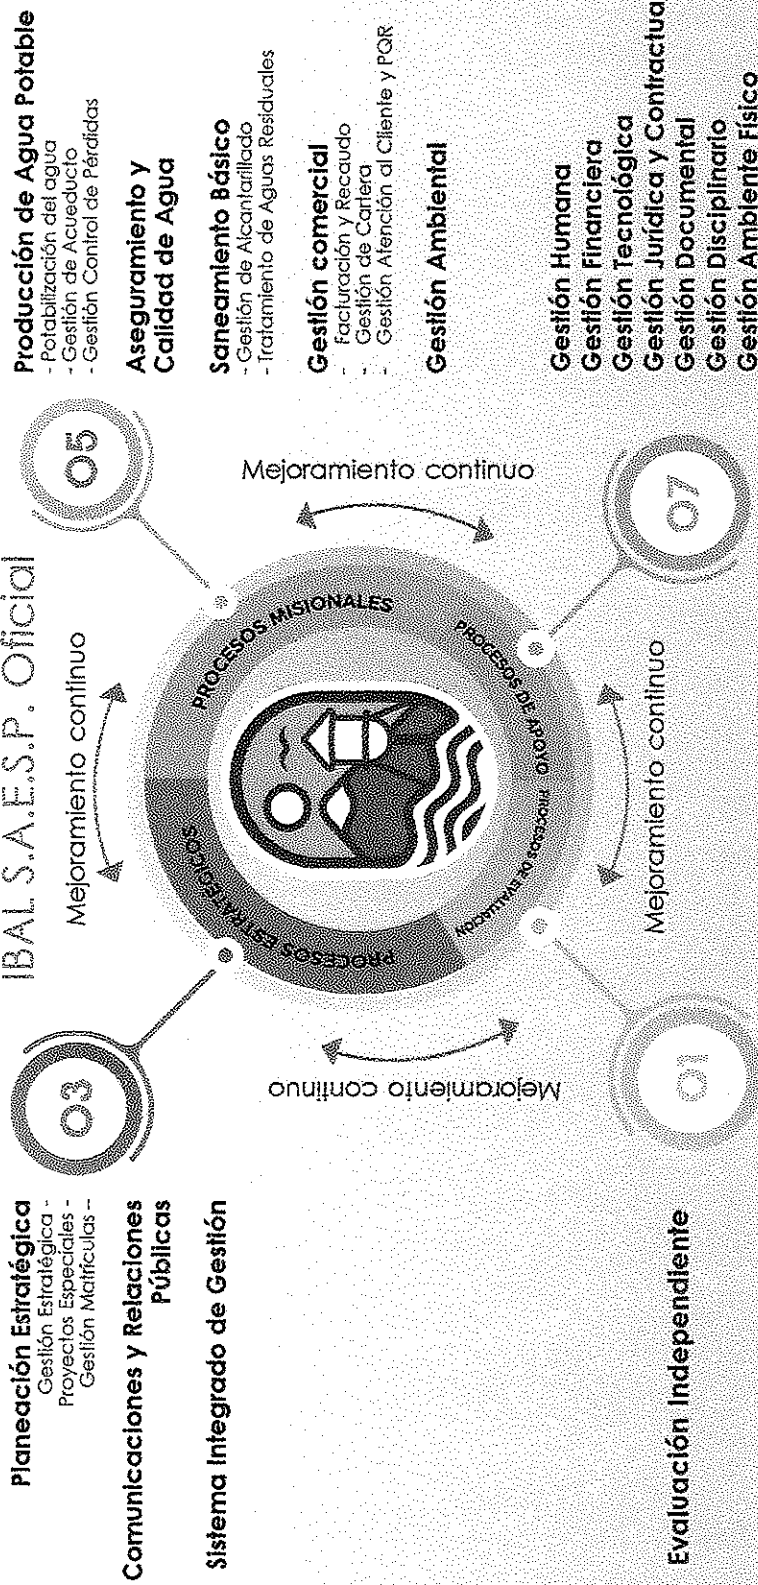 IBAL S.A.E.S.P. Oficial
Planeación Estratégica
Gestión Estratégica -
Proyectos Especiales -
Gestión Matrículas –
Comunicaciones y Relaciones
Públicas
Sistema Integrado de Gestión
03
Mejoramiento continuo
05
Producción de Agua Potable
- Potabilización del agua
- Gestión de Acueducto
- Gestión Control de Pérdidas
Aseguramiento y
Calidad de Agua
Saneamiento Básico
- Gestión de Alcantarillado
- Tratamiento de Aguas Residuales
Gestión comercial
- Facturación y Recaudo
- Gestión de Cartera
- Gestión Atención al Cliente y PQR
Gestión Ambiental
Mejoramiento continuo
PROCESOS ESTRATÉGICOS
PROCESOS MISIONALES
PROCESOS DE APOYO
PROCESOS DE EVALUACIÓN
Mejoramiento continuo
Evaluación Independiente
01
Mejoramiento continuo
07
Gestión Humana
Gestión Financiera
Gestión Tecnológica
Gestión Jurídica y Contractua
Gestión Documental
Gestión Disciplinario
Gestión Ambiente Físico